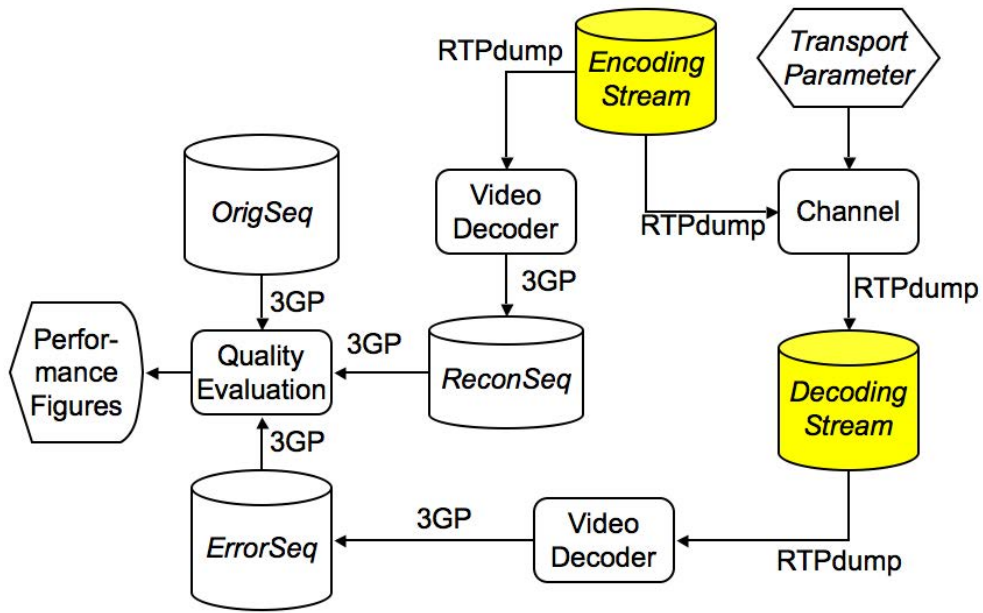 RTPdump
Encoding
Stream
Transport
Parameter
OrigSeq
Video
Decoder
RTPdump
Channel
3GP
3GP
RTPdump
Perfor-
mance
Figures
Quality
Evaluation
3GP
ReconSeq
Decoding
Stream
3GP
ErrorSeq
3GP
Video
Decoder
RTPdump